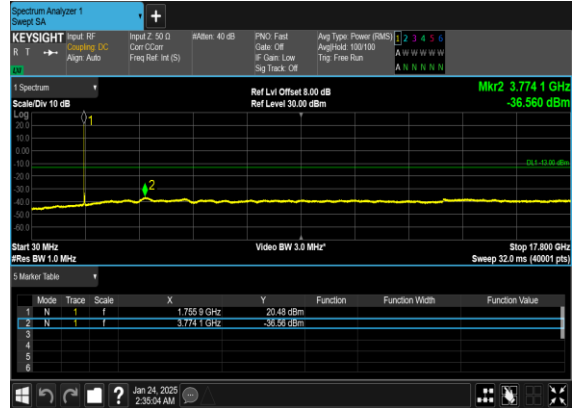 Spectrum Analyzer 1
Swept SA
+
KEYSIGHT Input: RF Input Z: 50 Ω #Atten: 40 dB PNO: Fast Avg Type: Power (RMS) 1 2 3 4 5 6
R T Coupling: DC Corr CCorr Gate: Off Avg|Hold: 100/100 A W W W W W
Align: Auto Freq Ref: Int (S) IF Gain: Low Trig: Free Run
Sig Track: Off A N N N N N
1 Spectrum Ref Lvl Offset 8.00 dB Mkr2 3.774 1 GHz
Scale/Div 10 dB Ref Level 30.00 dBm -36.560 dBm
Log
20.0
10.0
0.00
-10.0
-20.0
-30.0
-40.0
-50.0
-60.0
1
2
DL1 -13.00 dBm
Start 30 MHz Video BW 3.0 MHz* Stop 17.800 GHz
#Res BW 1.0 MHz Sweep 32.0 ms (40001 pts)
5 Marker Table
Mode Trace Scale X Y Function Function Width Function Value
1 N 1 f 1.755 9 GHz 20.48 dBm
2 N 1 f 3.774 1 GHz -36.56 dBm
3
4
5
6
? Jan 24, 2025
2:35:04 AM